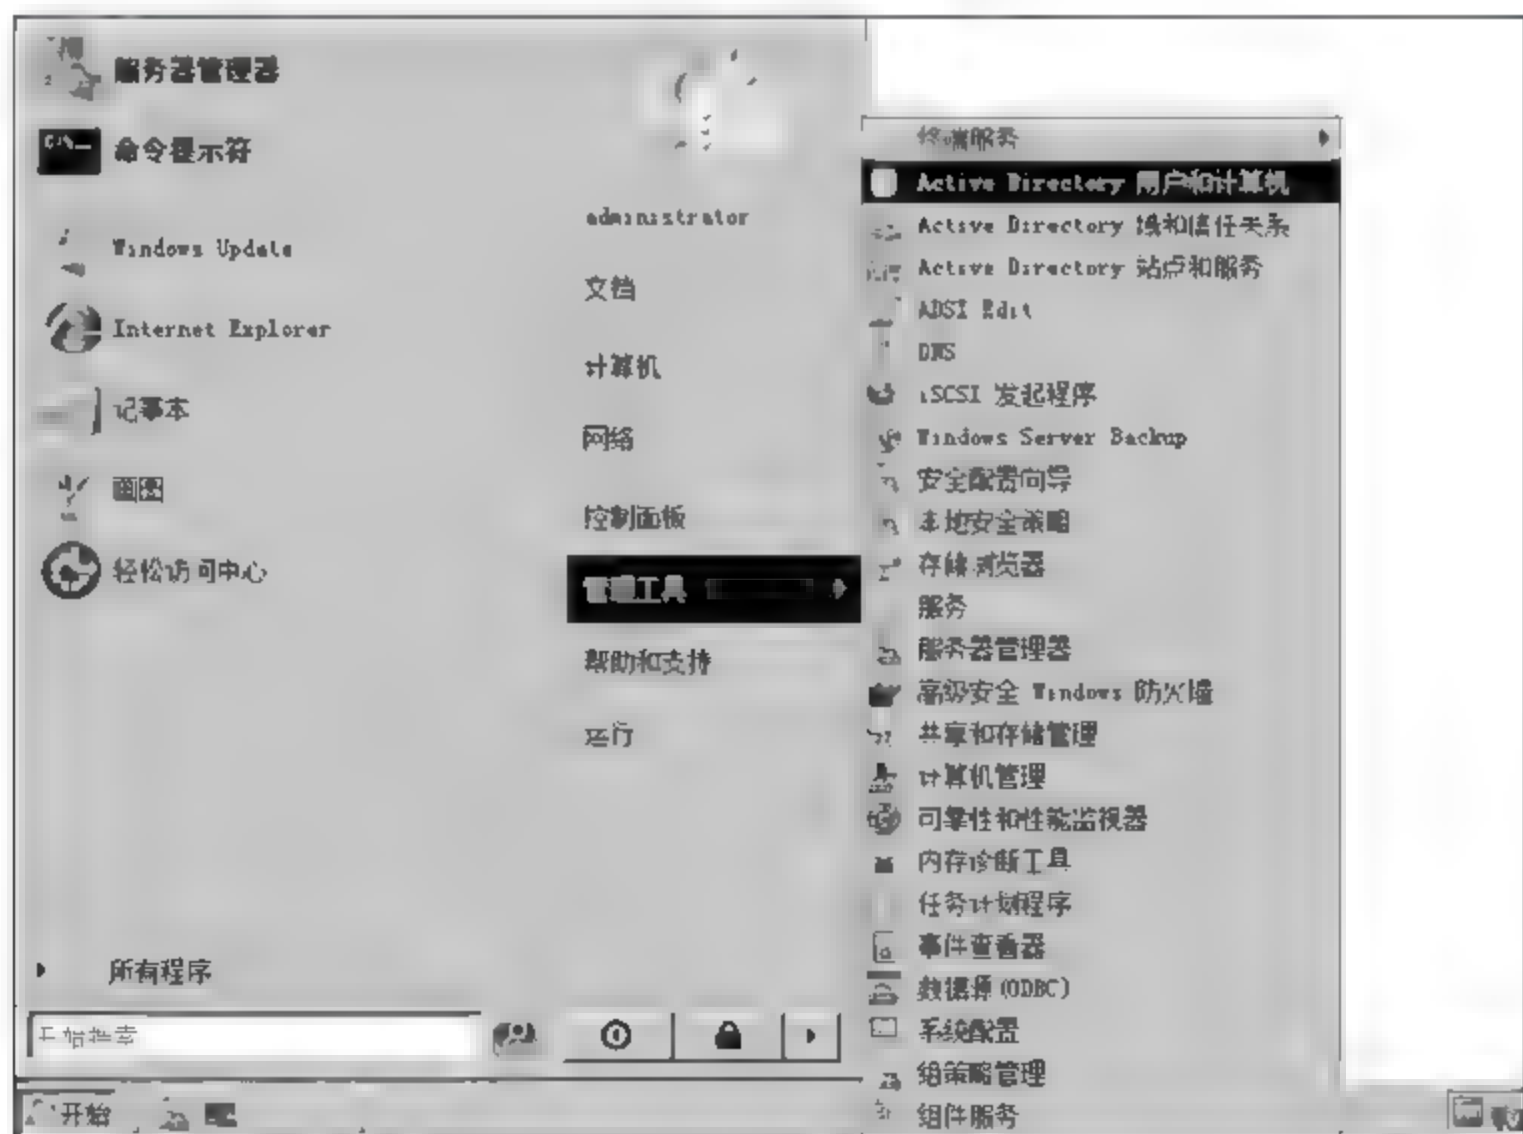 服务器管理器
命令提示符
Windows Update
Internet Explorer
记事本
画图
轻松访问中心
所有程序
开始搜索
开始
administrator
文档
计算机
网络
控制面板
管理工具
帮助和支持
运行
终端服务
Active Directory 用户和计算机
Active Directory 域和信任关系
Active Directory 站点和服务
ADSI Edit
DNS
iSCSI 发起程序
Windows Server Backup
安全配置向导
本地安全策略
存储浏览器
服务
服务器管理器
高级安全 Windows 防火墙
共享和存储管理
计算机管理
可靠性和性能监视器
内存诊断工具
任务计划程序
事件查看器
数据源(ODBC)
系统配置
组策略管理
组件服务